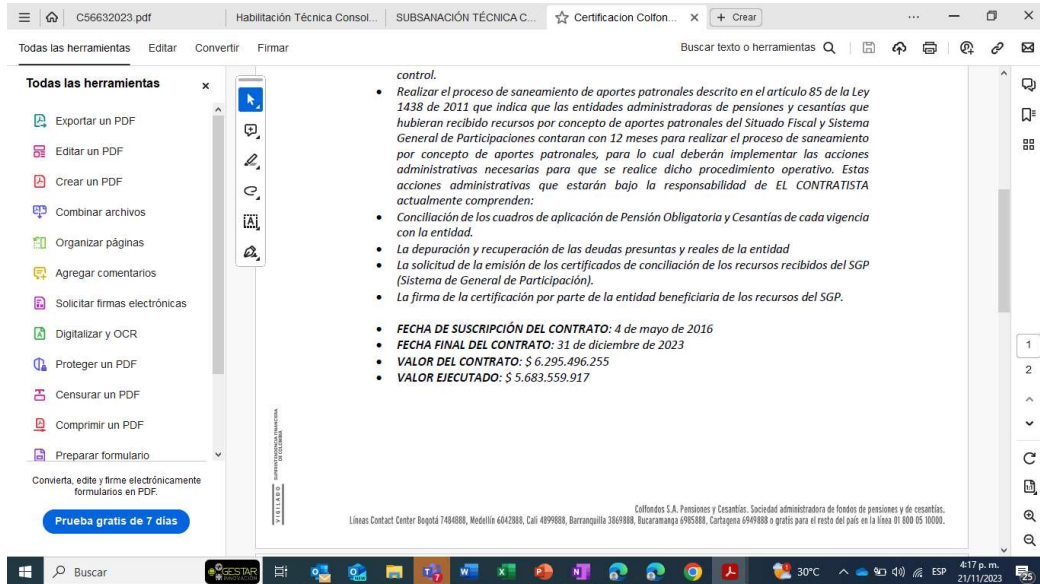 C56632023.pdf
Habilitación Técnica Consol...
SUBSANACIÓN TÉCNICA C...
Certificacion Colfon...
+ Crear
Todas las herramientas
Editar
Convertir
Firmar
Buscar texto o herramientas
Todas las herramientas
x
Exportar un PDF
Editar un PDF
Crear un PDF
Combinar archivos
Organizar páginas
Agregar comentarios
Solicitar firmas electrónicas
Digitalizar y OCR
Proteger un PDF
Censurar un PDF
Comprimir un PDF
Preparar formulario
Convierta, edite y firme electrónicamente
formularios en PDF.
Prueba gratis de 7 días
control.
• Realizar el proceso de saneamiento de aportes patronales descrito en el artículo 85 de la Ley
1438 de 2011 que indica que las entidades administradoras de pensiones y cesantías que
hubieran recibido recursos por concepto de aportes patronales del Situado Fiscal y Sistema
General de Participaciones contaran con 12 meses para realizar el proceso de saneamiento
por concepto de aportes patronales, para lo cual deberán implementar las acciones
administrativas necesarias para que se realice dicho procedimiento operativo. Estas
acciones administrativas que estarán bajo la responsabilidad de EL CONTRATISTA
actualmente comprenden:
• Conciliación de los cuadros de aplicación de Pensión Obligatoria y Cesantías de cada vigencia
con la entidad.
• La depuración y recuperación de las deudas presuntas y reales de la entidad
• La solicitud de la emisión de los certificados de conciliación de los recursos recibidos del SGP
(Sistema de General de Participación).
• La firma de la certificación por parte de la entidad beneficiaria de los recursos del SGP.
• FECHA DE SUSCRIPCIÓN DEL CONTRATO: 4 de mayo de 2016
• FECHA FINAL DEL CONTRATO: 31 de diciembre de 2023
• VALOR DEL CONTRATO: $ 6.295.496.255
• VALOR EJECUTADO: $ 5.683.559.917
VIGILADO SUPERINTENDENCIA FINANCIERA
DE COLOMBIA
Colfondos S.A. Pensiones y Cesantías. Sociedad administradora de fondos de pensiones y de cesantías.
Líneas Contact Center Bogotá 7484888, Medellín 6042888, Cali 4899888, Barranquilla 3869888, Bucaramanga 6985888, Cartagena 6949888 o gratis para el resto del país en la línea 01 800 05 10000.
1
2
Buscar
GESTAR
INNOVACIÓN
30°C
ESP
4:17 p. m.
21/11/2023
25